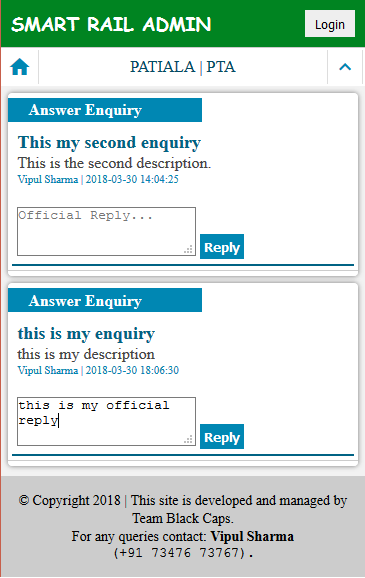 SMART RAIL ADMIN
Login
PATIALA | PTA
Answer Enquiry
This my second enquiry
This is the second description.
Vipul Sharma | 2018-03-30 14:04:25
Official Reply...
Reply
Answer Enquiry
this is my enquiry
this is my description
Vipul Sharma | 2018-03-30 18:06:30
this is my official
reply
Reply
© Copyright 2018 | This site is developed and managed by
Team Black Caps.
For any queries contact: Vipul Sharma
(+91 73476 73767).